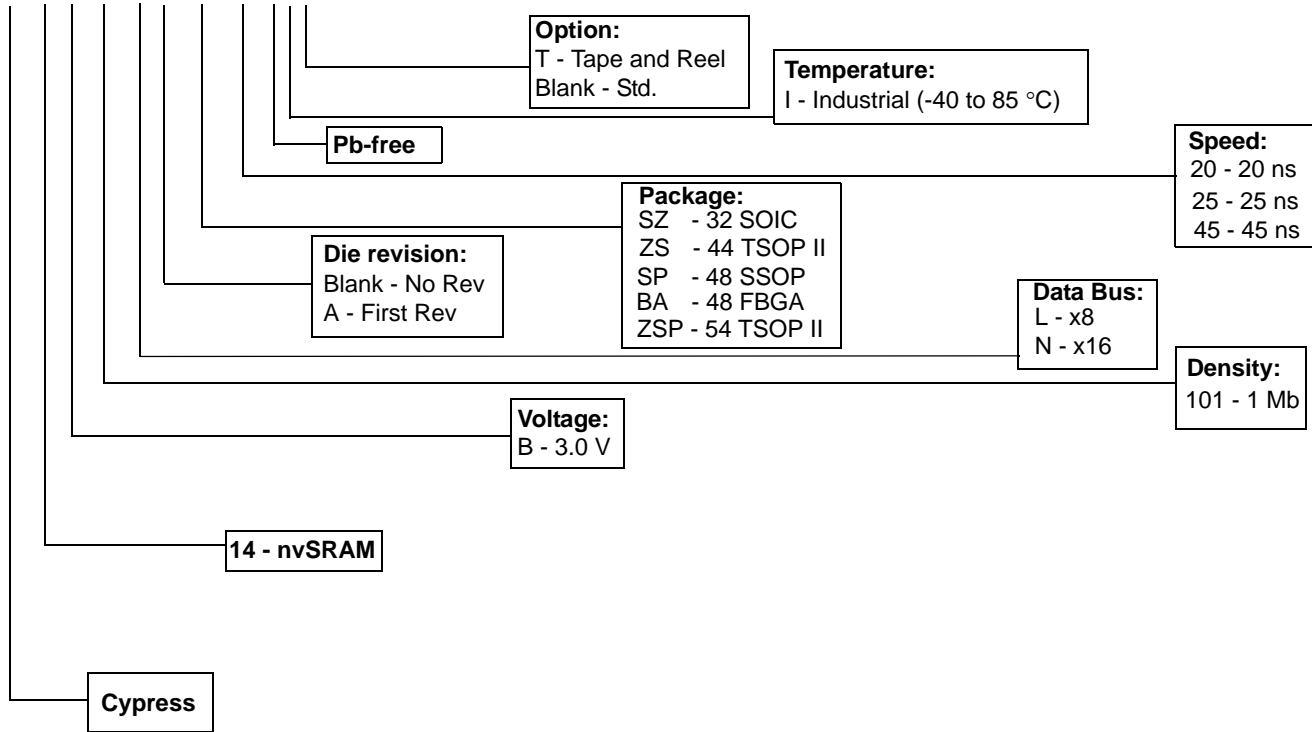 Option:
T - Tape and Reel
Blank - Std.
Temperature:
I - Industrial (-40 to 85 °C)
Pb-free
Speed:
20 - 20 ns
25 - 25 ns
45 - 45 ns
Package:
SZ - 32 SOIC
ZS - 44 TSOP II
SP - 48 SSOP
BA - 48 FBGA
ZSP - 54 TSOP II
Die revision:
Blank - No Rev
A - First Rev
Data Bus:
L - x8
N - x16
Density:
101 - 1 Mb
Voltage:
B - 3.0 V
14 - nvSRAM
Cypress